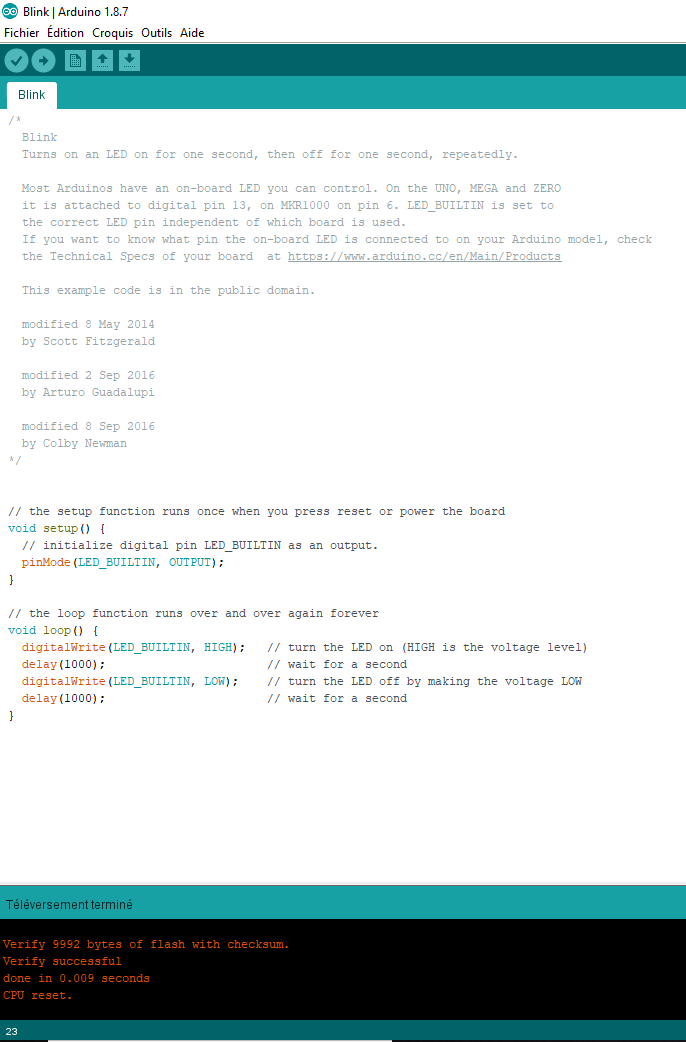 Blink | Arduino 1.8.7
Fichier Édition Croquis Outils Aide
Blink
/*
  Blink
  Turns on an LED on for one second, then off for one second, repeatedly.
  Most Arduinos have an on-board LED you can control. On the UNO, MEGA and ZERO
  it is attached to digital pin 13, on MKR1000 on pin 6. LED_BUILTIN is set to
  the correct LED pin independent of which board is used.
  If you want to know what pin the on-board LED is connected to on your Arduino model, check
  the Technical Specs of your board  at https://www.arduino.cc/en/Main/Products
  This example code is in the public domain.
  modified 8 May 2014
  by Scott Fitzgerald
  modified 2 Sep 2016
  by Arturo Guadalupi
  modified 8 Sep 2016
  by Colby Newman
*/
// the setup function runs once when you press reset or power the board
void setup() {
  // initialize digital pin LED_BUILTIN as an output.
  pinMode(LED_BUILTIN, OUTPUT);
}
// the loop function runs over and over again forever
void loop() {
  digitalWrite(LED_BUILTIN, HIGH);   // turn the LED on (HIGH is the voltage level)
  delay(1000);                       // wait for a second
  digitalWrite(LED_BUILTIN, LOW);    // turn the LED off by making the voltage LOW
  delay(1000);                       // wait for a second
}
Téléversement terminé
Verify 9992 bytes of flash with checksum.
Verify successful
done in 0.009 seconds
CPU reset.
23